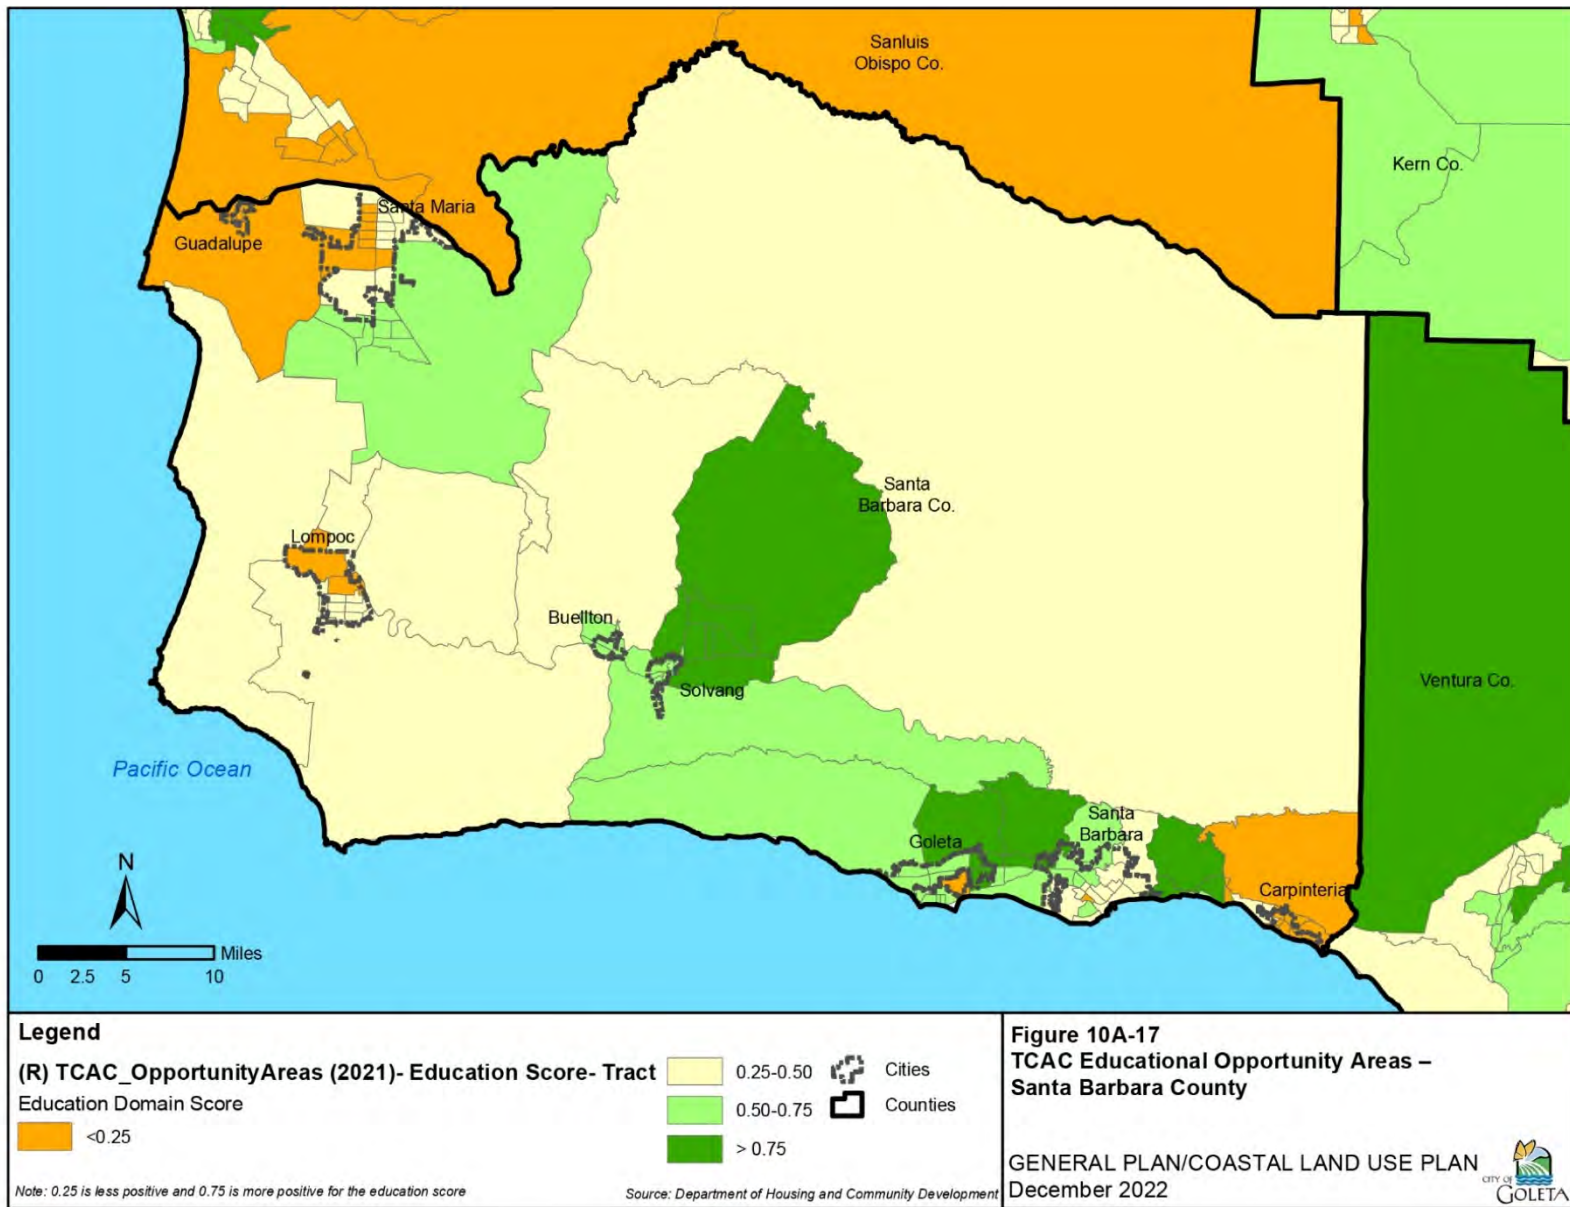 Sanluis
Obispo Co.
Kern Co.
Santa Maria
Guadalupe
Santa
Barbara Co.
Lompoc
Buellton
Solvang
Ventura Co.
Pacific Ocean
Santa
Barbara
Goleta
Carpinteria
N
Miles
0 2.5 5 10
Legend
(R) TCAC_OpportunityAreas (2021)- Education Score- Tract
Education Domain Score
<0.25
0.25-0.50
0.50-0.75
> 0.75
Cities
Counties
Note: 0.25 is less positive and 0.75 is more positive for the education score
Source: Department of Housing and Community Development
Figure 10A-17
TCAC Educational Opportunity Areas –
Santa Barbara County
GENERAL PLAN/COASTAL LAND USE PLAN
December 2022
CITY OF
GOLETA